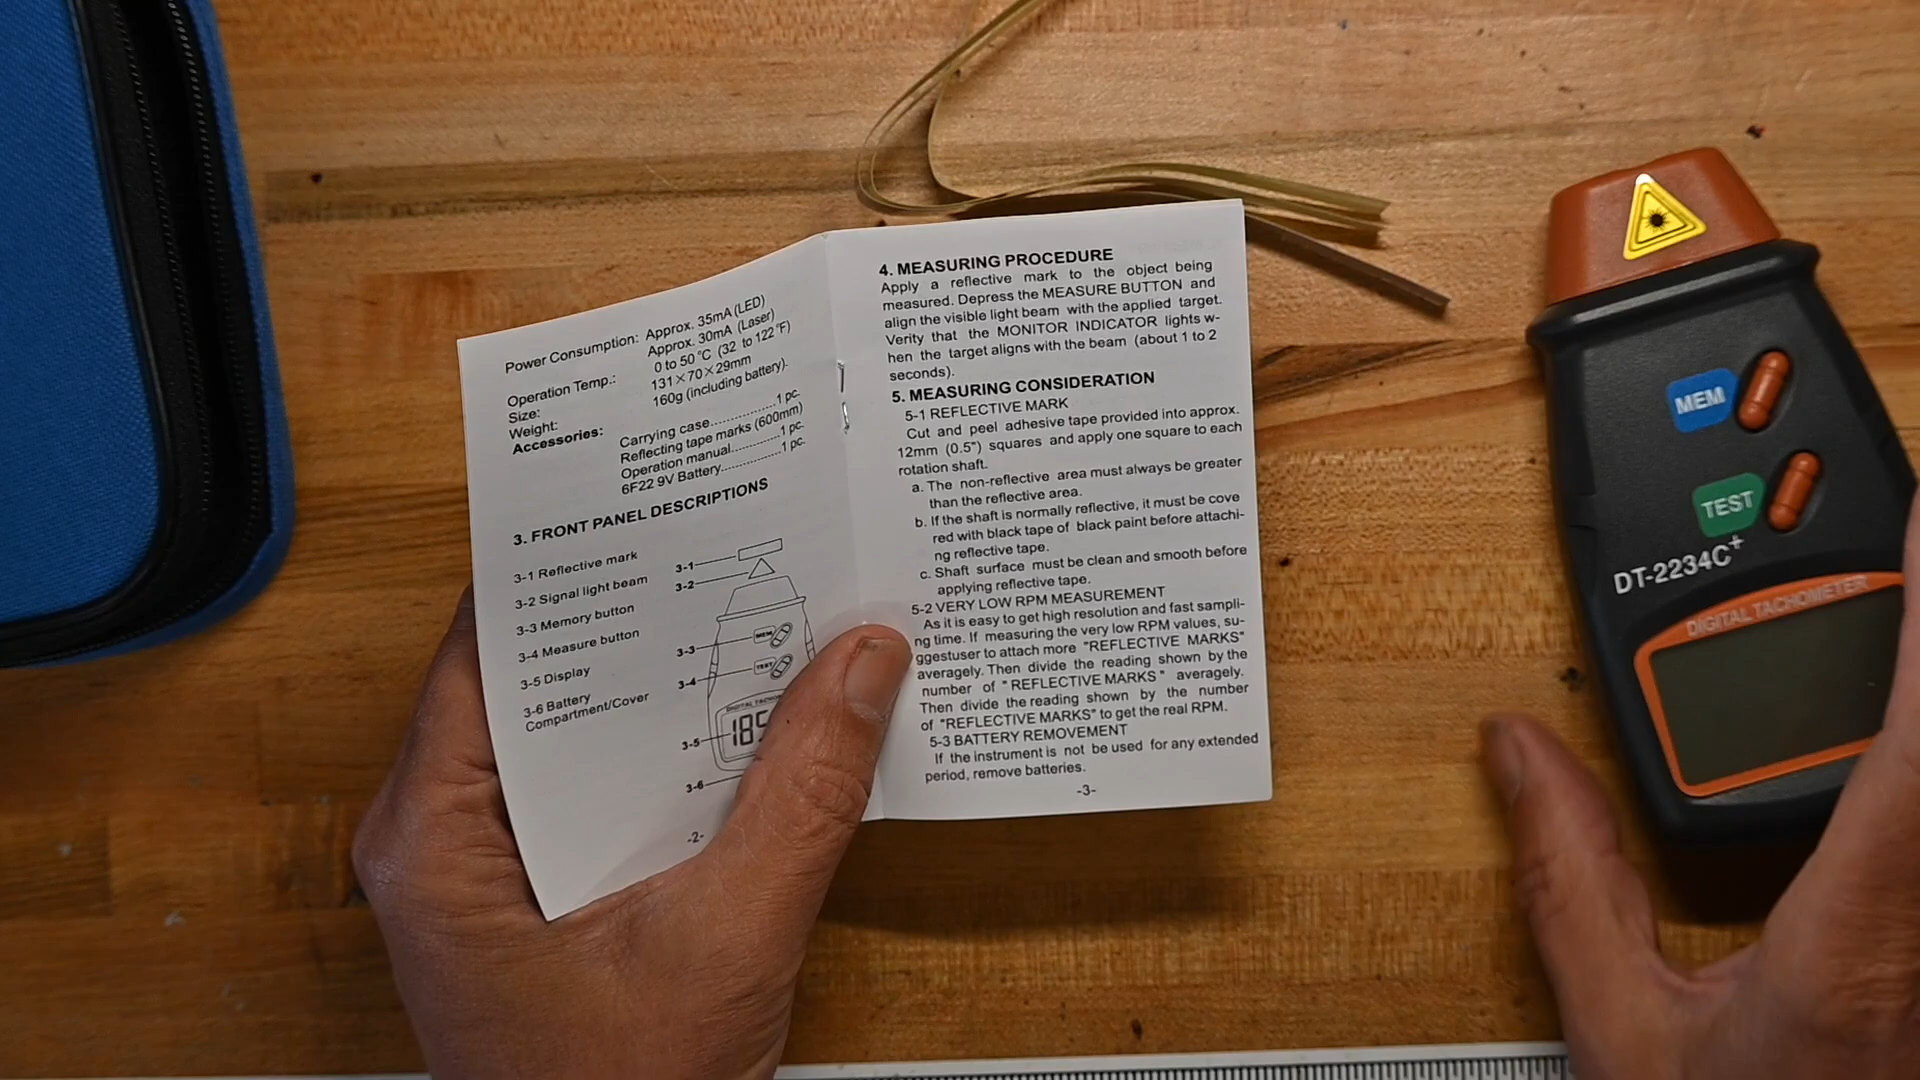 Power Consumption: Approx. 35mA (LED)
Approx. 30mA (Laser)
Operation Temp.: 0 to 50 °C (32 to 122 °F)
Size: 131×70×29mm
Weight: 160g (including battery).
Accessories:
Carrying case..............1 pc.
Reflecting tape marks (600mm)
Operation manual...........1 pc.
6F22 9V Battery.............1 pc.
3. FRONT PANEL DESCRIPTIONS
3-1 Reflective mark
3-2 Signal light beam
3-3 Memory button
3-4 Measure button
3-5 Display
3-6 Battery
Compartment/Cover
3-1
3-2
3-3
MEM
3-4
TEST
DIGITAL
3-5
185
3-6
-2-
4. MEASURING PROCEDURE
Apply a reflective mark to the object being
measured. Depress the MEASURE BUTTON and
align the visible light beam with the applied target.
Verity that the MONITOR INDICATOR lights w-
hen the target aligns with the beam (about 1 to 2
seconds).
5. MEASURING CONSIDERATION
5-1 REFLECTIVE MARK
Cut and peel adhesive tape provided into approx.
12mm (0.5") squares and apply one square to each
rotation shaft.
a. The non-reflective area must always be greater
than the reflective area.
b. If the shaft is normally reflective, it must be cove
red with black tape of black paint before attachi-
ng reflective tape.
c. Shaft surface must be clean and smooth before
applying reflective tape.
5-2 VERY LOW RPM MEASUREMENT
As it is easy to get high resolution and fast sampli-
ng time. If measuring the very low RPM values, su-
ggestuser to attach more "REFLECTIVE MARKS"
averagely. Then divide the reading shown by the
number of "REFLECTIVE MARKS" averagely.
Then divide the reading shown by the number
of "REFLECTIVE MARKS" to get the real RPM.
5-3 BATTERY REMOVEMENT
If the instrument is not be used for any extended
period, remove batteries.
-3-
MEM
TEST
DT-2234C+
DIGITAL TACHOMETER